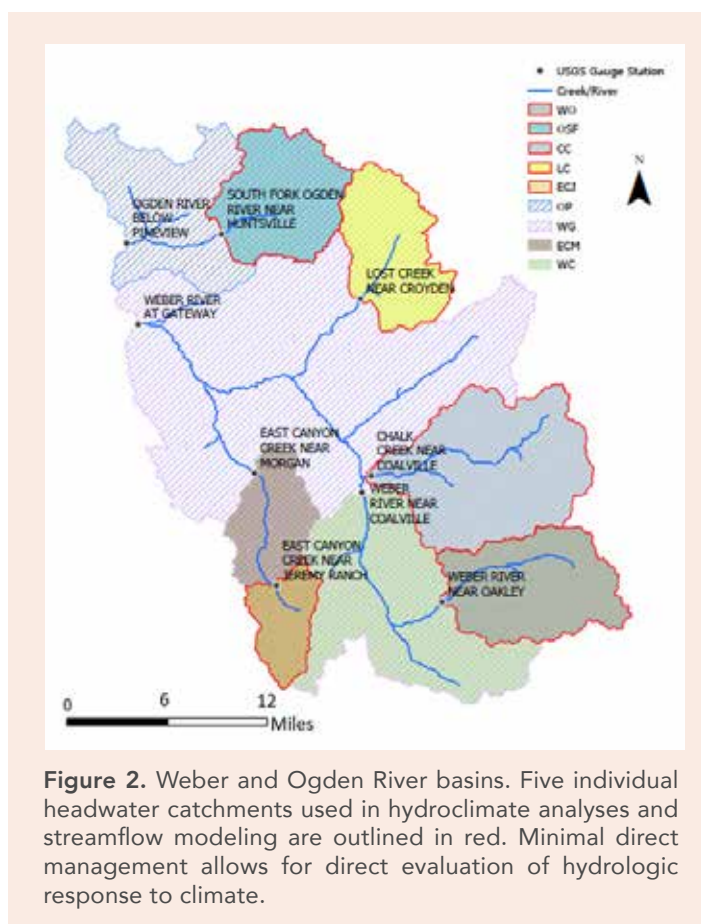 USGS Gauge Station
Creek/River
WO
OSF
CC
LC
ECJ
OP
WG
ECM
WC
N
OGDEN RIVER
BELOW
PINEVIEW
SOUTH FORK OGDEN
RIVER NEAR
HUNTSVILLE
LOST CREEK
NEAR CROYDEN
WEBER RIVER
AT GATEWAY
EAST CANYON
CREEK NEAR
MORGAN
CHALK
CREEK NEAR
COALVILLE
WEBER
RIVER NEAR
COALVILLE
EAST CANYON
CREEK NEAR
JEREMY RANCH
WEBER RIVER
NEAR OAKLEY
0 6 12
Miles
Figure 2. Weber and Ogden River basins. Five individual
headwater catchments used in hydroclimate analyses and
streamflow modeling are outlined in red. Minimal direct
management allows for direct evaluation of hydrologic
response to climate.